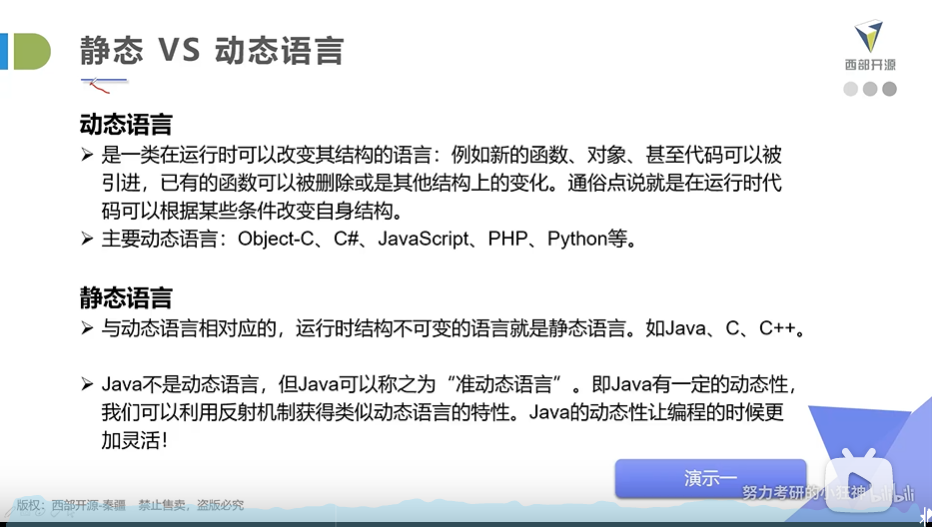 静态 VS 动态语言
西部开源
动态语言
➢ 是一类在运行时可以改变其结构的语言：例如新的函数、对象、甚至代码可以被
引进，已有的函数可以被删除或是其他结构上的变化。通俗点说就是在运行时代
码可以根据某些条件改变自身结构。
➢ 主要动态语言：Object-C、C#、JavaScript、PHP、Python等。
静态语言
➢ 与动态语言相对应的，运行时结构不可变的语言就是静态语言。如Java、C、C++。
➢ Java不是动态语言，但Java可以称之为“准动态语言”。即Java有一定的动态性，
我们可以利用反射机制获得类似动态语言的特性。Java的动态性让编程的时候更
加灵活！
演示一
努力考研的小狂神 bilibili
版权：西部开源-秦疆 禁止售卖，盗版必究